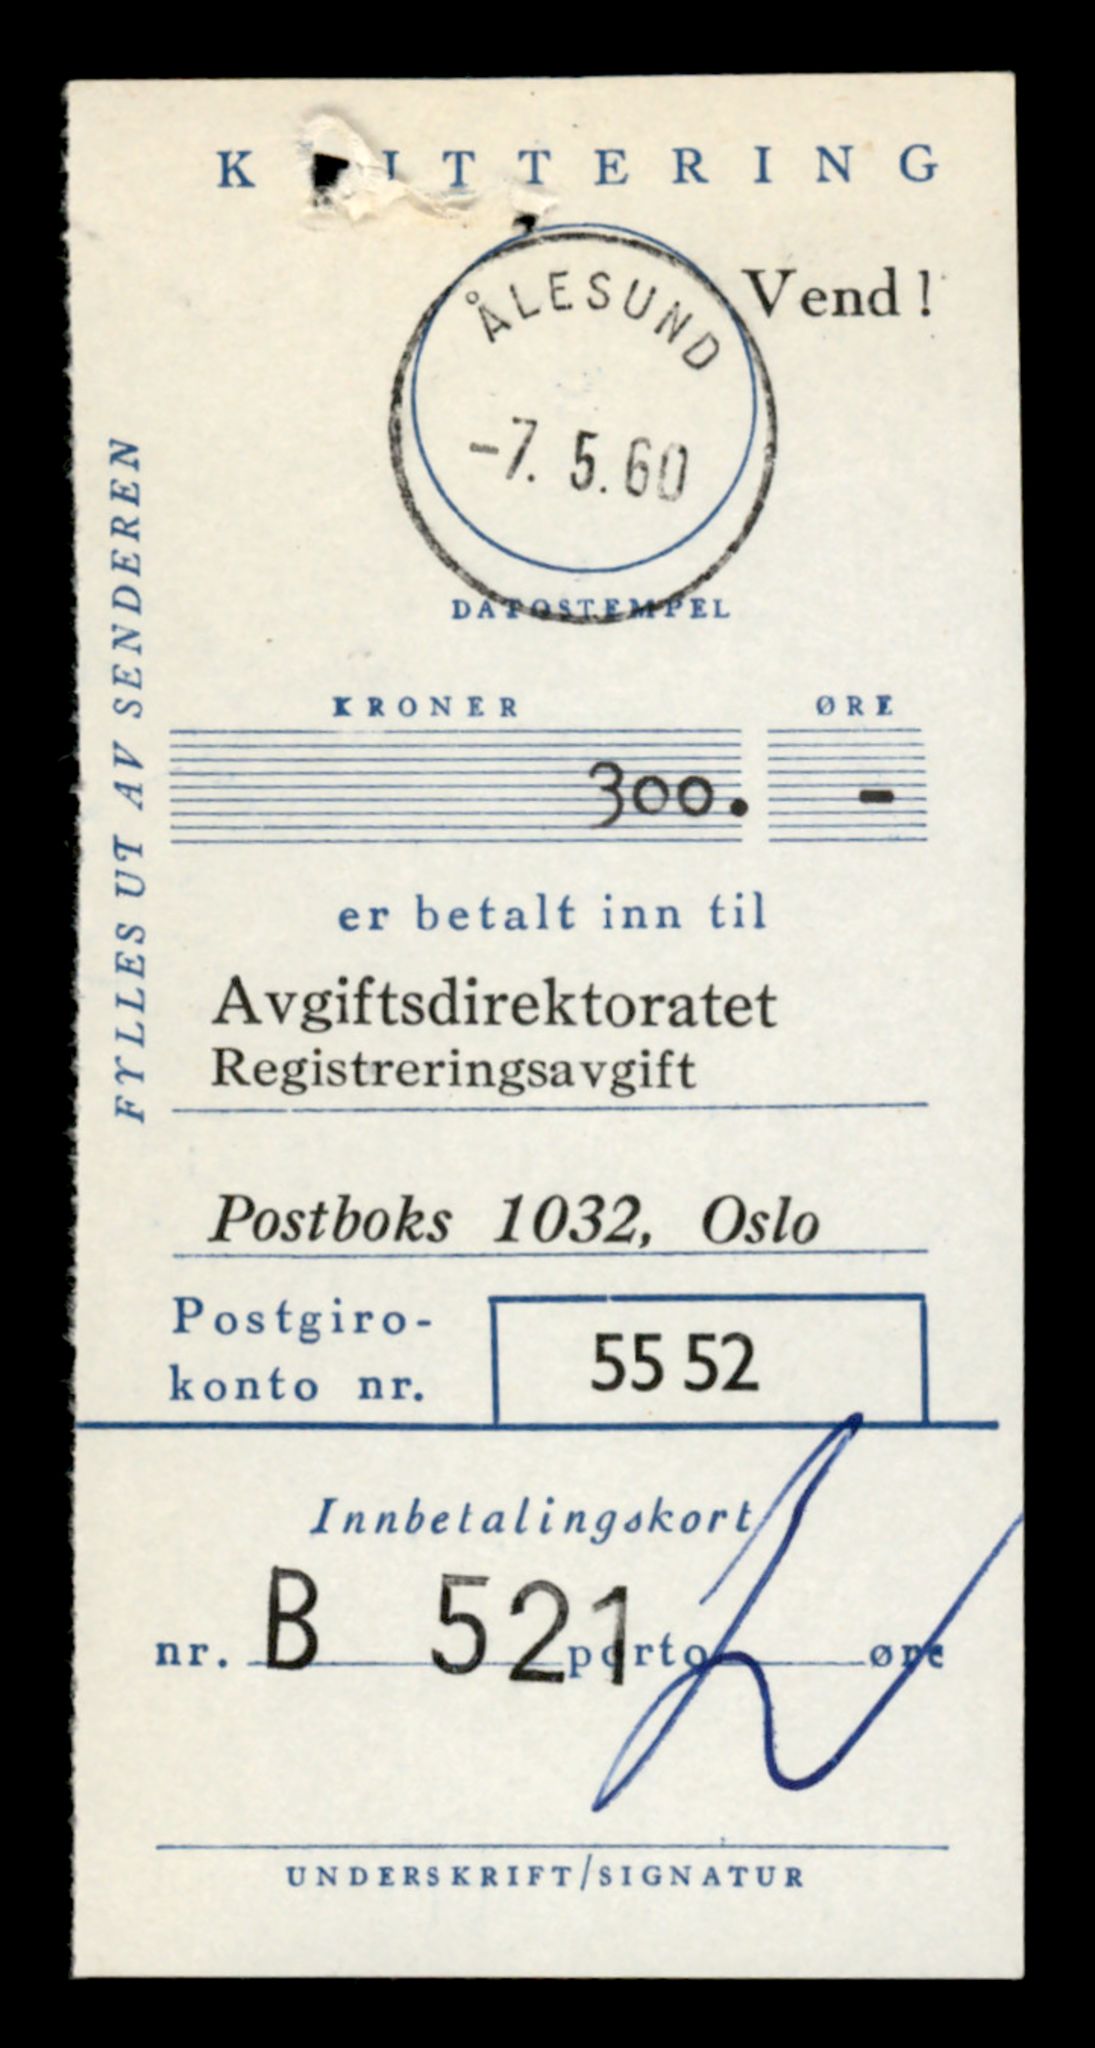 K ITTERING
Vend !
ÅLESUND
-7. 5. 60
DATOSTEMPEL
FYLLES UT AV SENDEREN
KRONER ØRE
300. -
er betalt inn til
Avgiftsdirektoratet
Registreringsavgift
Postboks 1032, Oslo
Postgiro-
konto nr. 55 52
Innbetalingskort
nr. B 521 porto øre
UNDERSKRIFT/SIGNATUR